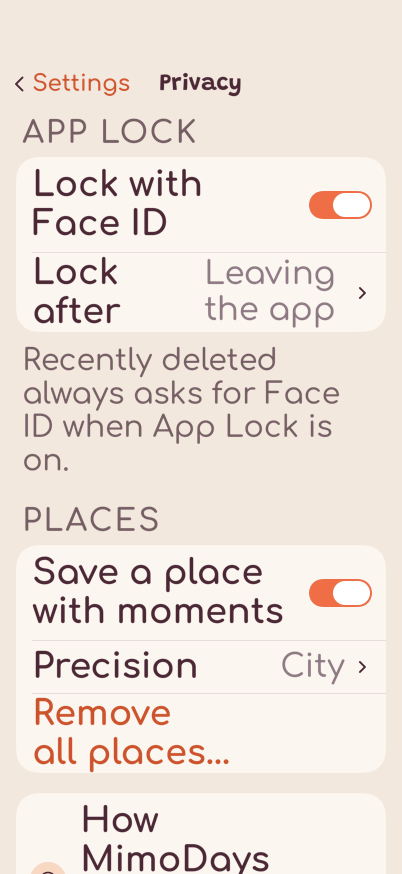 Settings Privacy
APP LOCK
Lock with
Face ID
Lock
after
Leaving
the app
Recently deleted
always asks for Face
ID when App Lock is
on.
PLACES
Save a place
with moments
Precision City
Remove
all places...
How
MimoDays